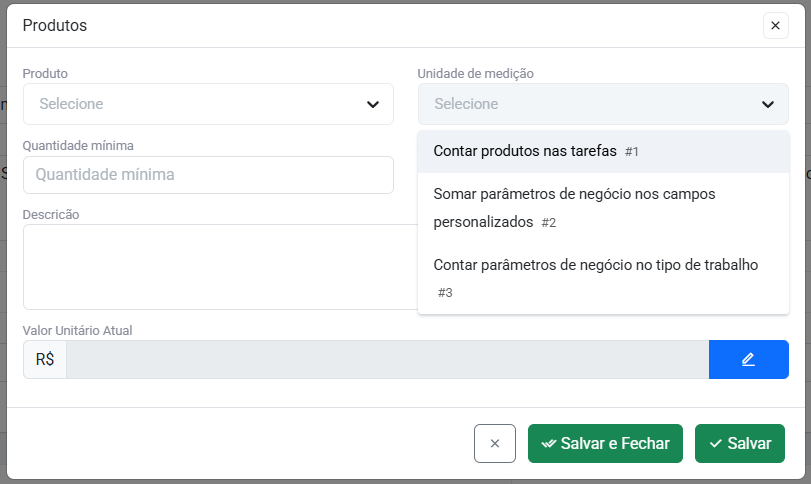 Produtos
Produto
Unidade de medição
Selecione
Selecione
Contar produtos nas tarefas #1
Quantidade mínima
Quantidade mínima
Somar parâmetros de negócio nos campos
personalizados #2
Descricão
Contar parâmetros de negócio no tipo de trabalho
#3
Valor Unitário Atual
R$
Salvar e Fechar
Salvar